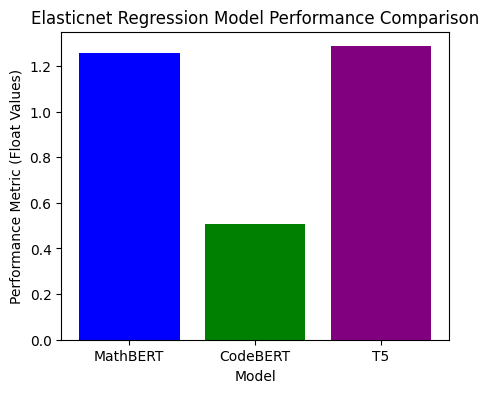 Elasticnet Regression Model Performance Comparison
Performance Metric (Float Values)
1.2
1.0
0.8
0.6
0.4
0.2
0.0
MathBERT CodeBERT T5
Model